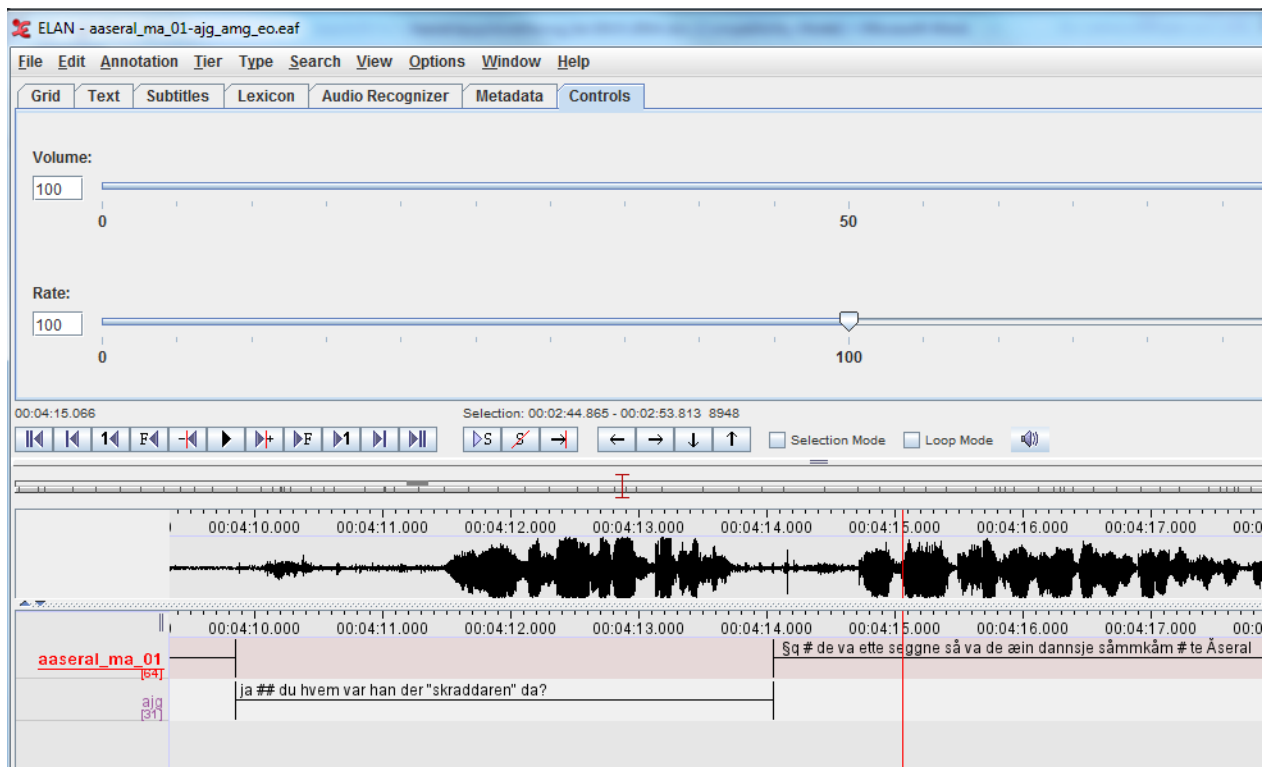 ELAN - aaseral_ma_01-ajg_amg_eo.eaf
File Edit Annotation Tier Type Search View Options Window Help
Grid Text Subtitles Lexicon Audio Recognizer Metadata Controls
Volume:
100
0 50
Rate:
100
0 100
00:04:15.066 Selection: 00:02:44.865 - 00:02:53.813 8948
1 F + F 1 S S Selection Mode Loop Mode
00:04:10.000 00:04:11.000 00:04:12.000 00:04:13.000 00:04:14.000 00:04:15.000 00:04:16.000 00:04:17.000 00:0
00:04:10.000 00:04:11.000 00:04:12.000 00:04:13.000 00:04:14.000 00:04:15.000 00:04:16.000 00:04:17.000 00:0
aaseral_ma_01 §q # de va ette seggne så va de æin dannsje såmmkåm # te Åseral
[64]
ajg ja ## du hvem var han der "skraddaren" da?
[31]